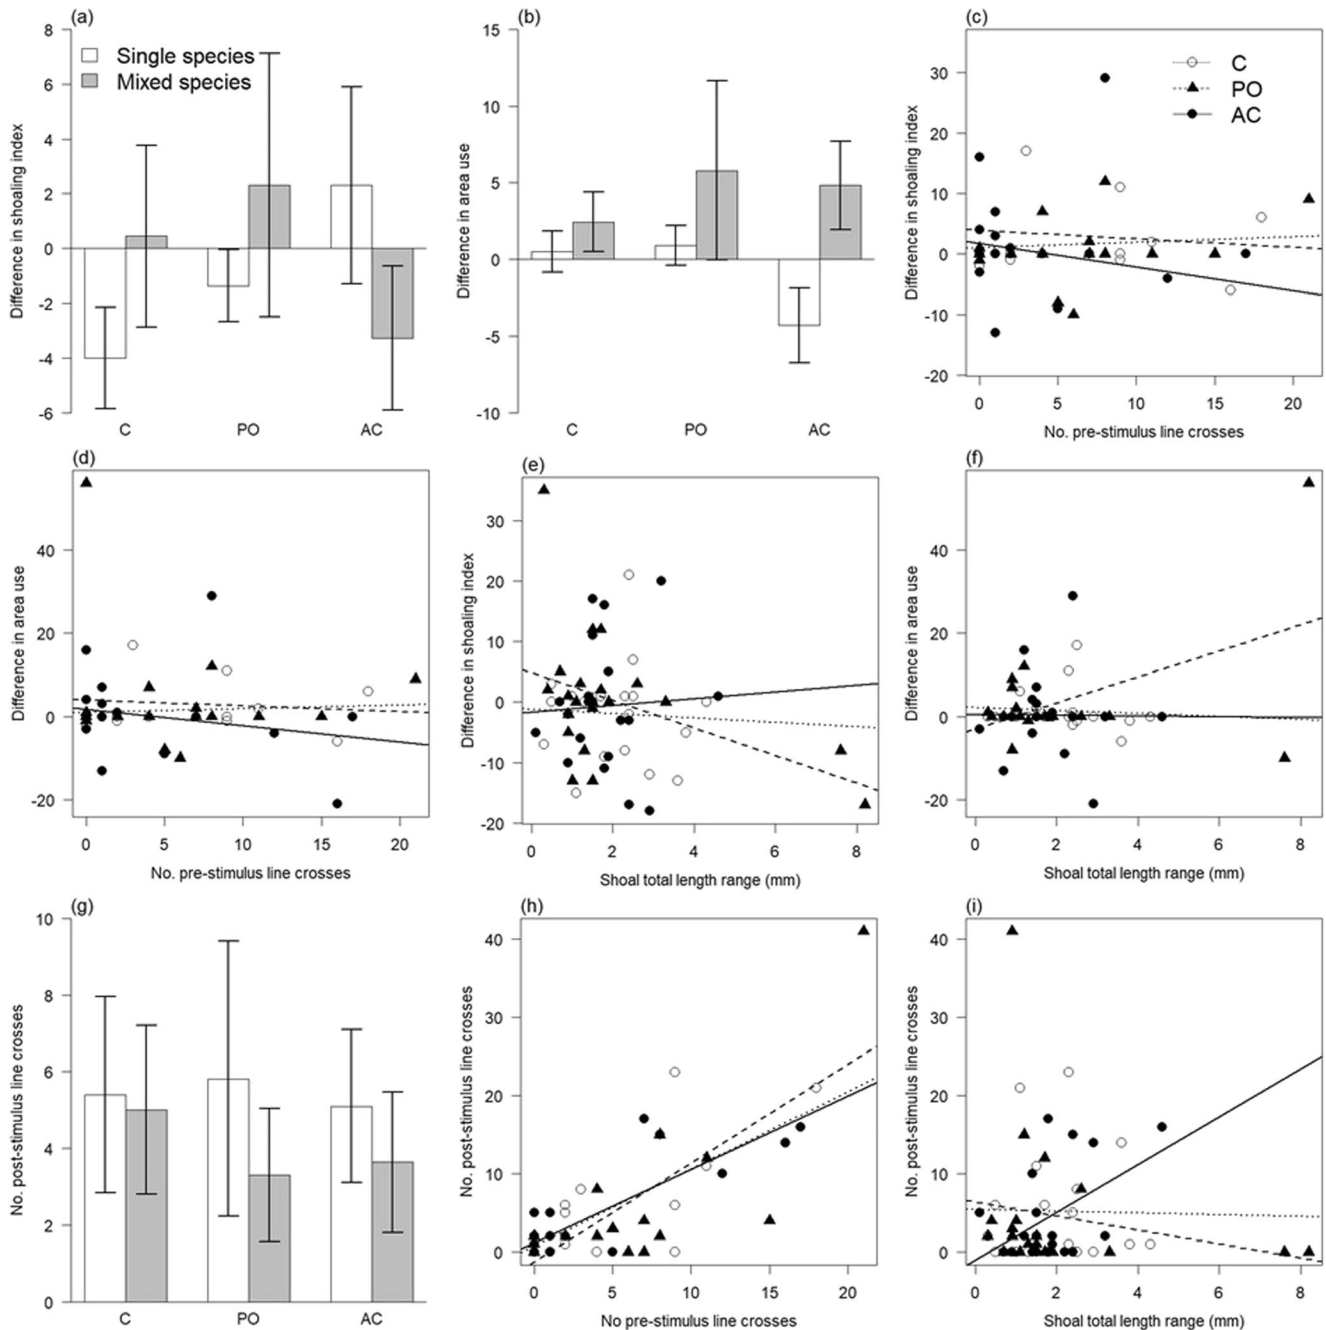 (a)
8
6
4
2
0
-2
-4
-6
Difference in shoaling index
Single species
Mixed species
C PO AC
(b)
15
10
5
0
-5
-10
Difference in area use
C PO AC
(c)
30
20
10
0
-10
-20
Difference in shoaling index
C
PO
AC
0 5 10 15 20
No. pre-stimulus line crosses
(d)
40
20
0
-20
Difference in area use
0 5 10 15 20
No. pre-stimulus line crosses
(e)
30
20
10
0
-10
-20
Difference in shoaling index
0 2 4 6 8
Shoal total length range (mm)
(f)
40
20
0
-20
Difference in area use
0 2 4 6 8
Shoal total length range (mm)
(g)
10
8
6
4
2
0
No. post-stimulus line crosses
C PO AC
(h)
40
30
20
10
0
No. post-stimulus line crosses
0 5 10 15 20
No pre-stimulus line crosses
(i)
40
30
20
10
0
No. post-stimulus line crosses
0 2 4 6 8
Shoal total length range (mm)